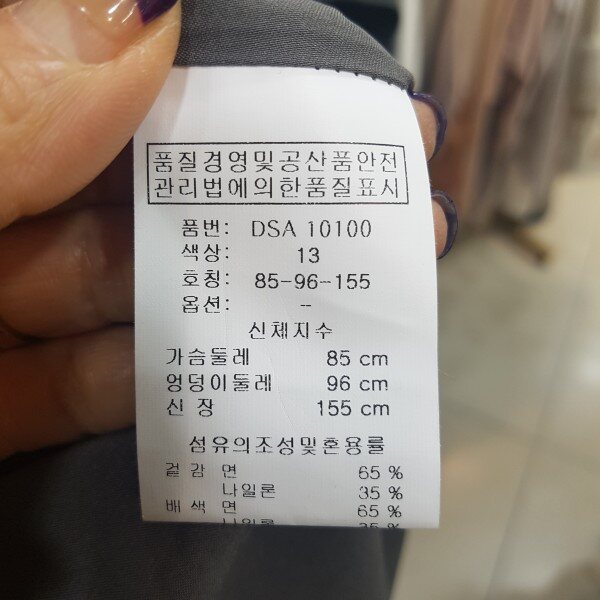 품질경영및공산품안전
관리법에의한품질표시
품번: DSA 10100
색상: 13
호칭: 85-96-155
옵션: -
신체지수
가슴둘레 85 cm
엉덩이둘레 96 cm
신 장 155 cm
섬유의조성및혼용률
겉감 면 65 %
나일론 35 %
배색 면 65 %
나일론 35 %